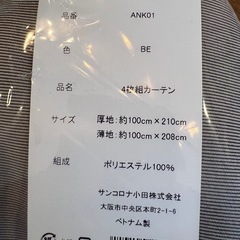 品番 ANK01
色 BE
品名 4枚組カーテン
サイズ 厚地：約100cm×210cm
薄地：約100cm×208cm
組成 ポリエステル100%
サンコロナ小田株式会社
大阪市中央区本町2-1-6
ベトナム製